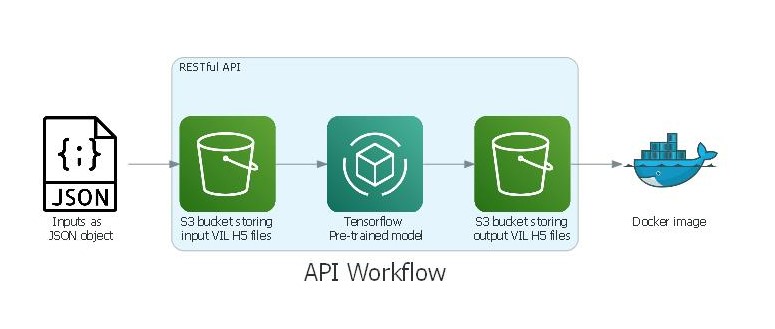 RESTful API
{;}
JSON
Inputs as
JSON object
S3 bucket storing
input VIL H5 files
Tensorflow
Pre-trained model
S3 bucket storing
output VIL H5 files
Docker image
API Workflow